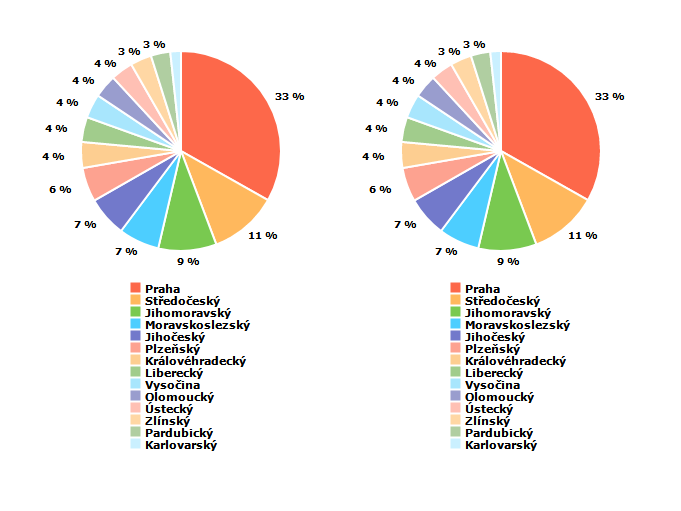 3 % 3 % 3 % 3 %
4 % 4 %
4 % 33 % 4 % 33 %
4 % 4 %
4 % 4 %
4 % 4 %
6 % 6 %
7 % 11 % 7 % 11 %
7 % 9 % 7 % 9 %
Praha Praha
Středočeský Středočeský
Jihomoravský Jihomoravský
Moravskoslezský Moravskoslezský
Jihočeský Jihočeský
Plzeňský Plzeňský
Královéhradecký Královéhradecký
Liberecký Liberecký
Vysočina Vysočina
Olomoucký Olomoucký
Ústecký Ústecký
Zlínský Zlínský
Pardubický Pardubický
Karlovarský Karlovarský